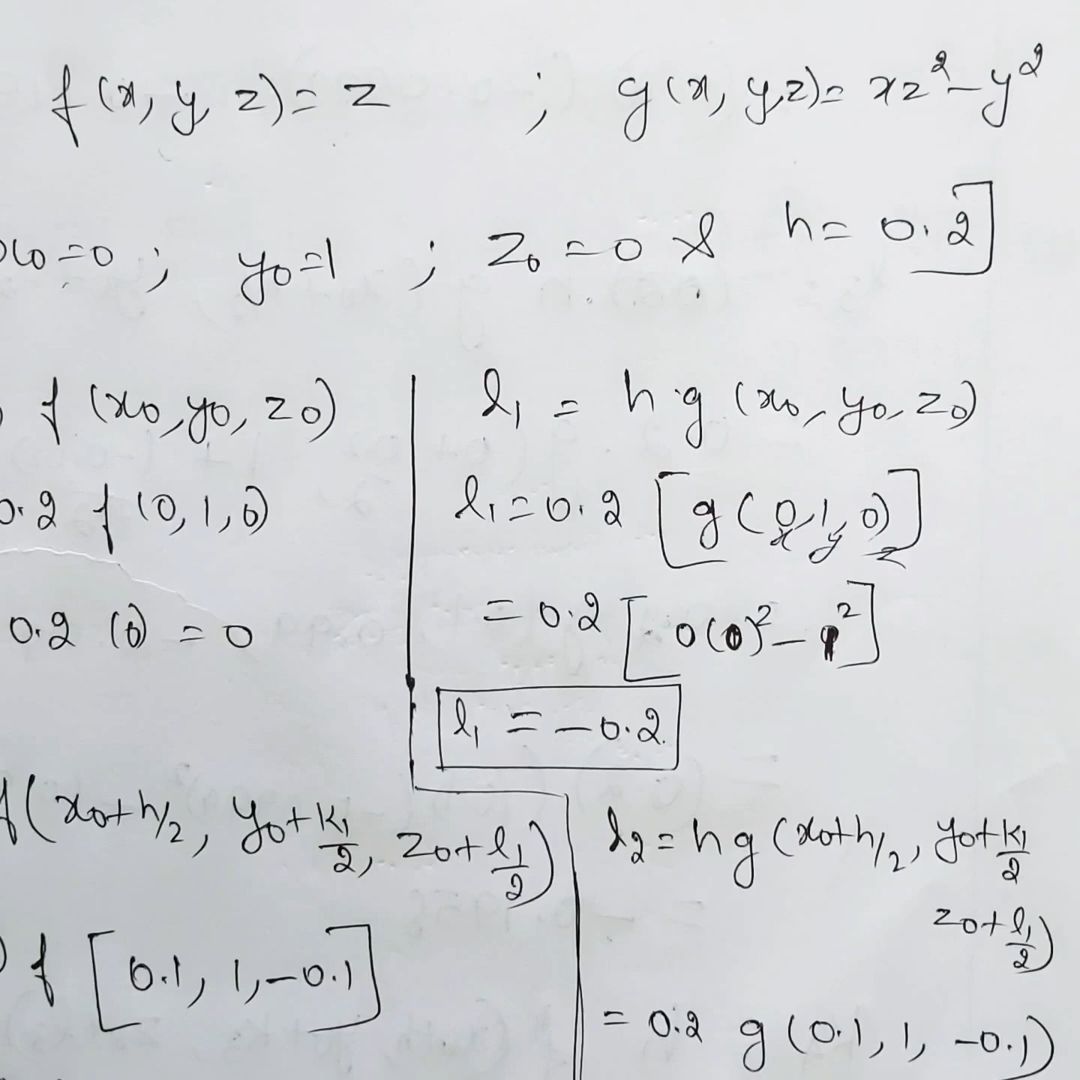 f(x, y, z) = z ; g(x, y, z) = xz² - y²
x0 = 0 ; y0 = 1 ; z0 = 0 & h = 0.2]
f (x0, y0, z0)
0.2 f (0, 1, 0)
0.2 (0) = 0
l1 = h·g (x0, y0, z0)
l1 = 0.2 [g (0, 1, 0)]
x y z
= 0.2 [0(0)² - 1²]
l1 = -0.2
f(x0+h/2, y0+k1/2, z0+l1/2)
f [0.1, 1, -0.1]
l2 = hg (x0+h/2, y0+k1/2
z0+l1/2)
= 0.2 g (0.1, 1, -0.1)